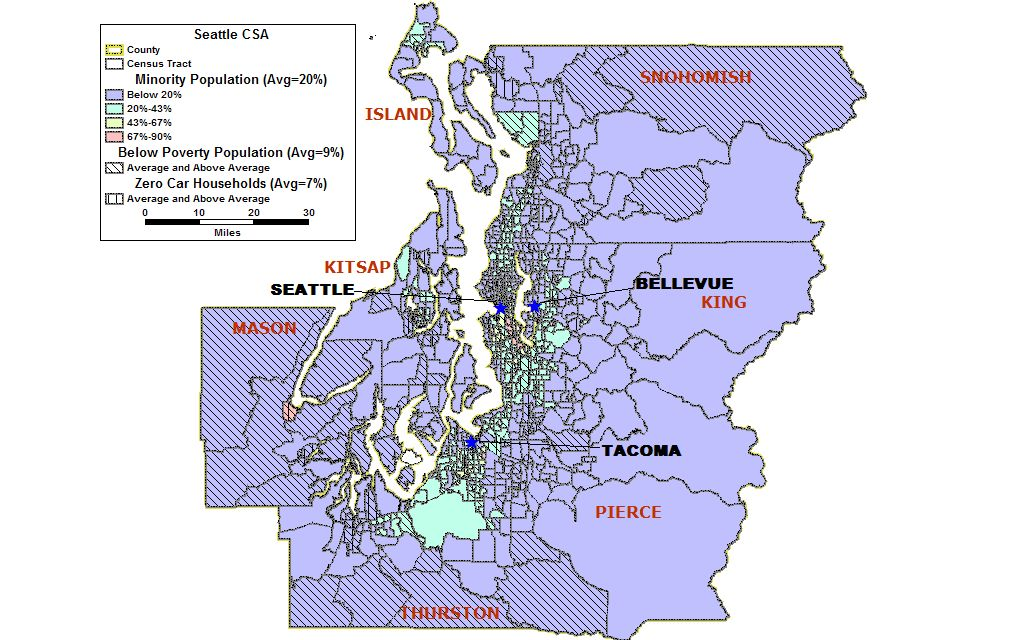 Seattle CSA
County
Census Tract
Minority Population (Avg=20%)
Below 20%
20%-43%
43%-67%
67%-90%
Below Poverty Population (Avg=9%)
Average and Above Average
Zero Car Households (Avg=7%)
Average and Above Average
0 10 20 30
Miles
SNOHOMISH
ISLAND
KITSAP
SEATTLE
BELLEVUE
KING
MASON
TACOMA
PIERCE
THURSTON